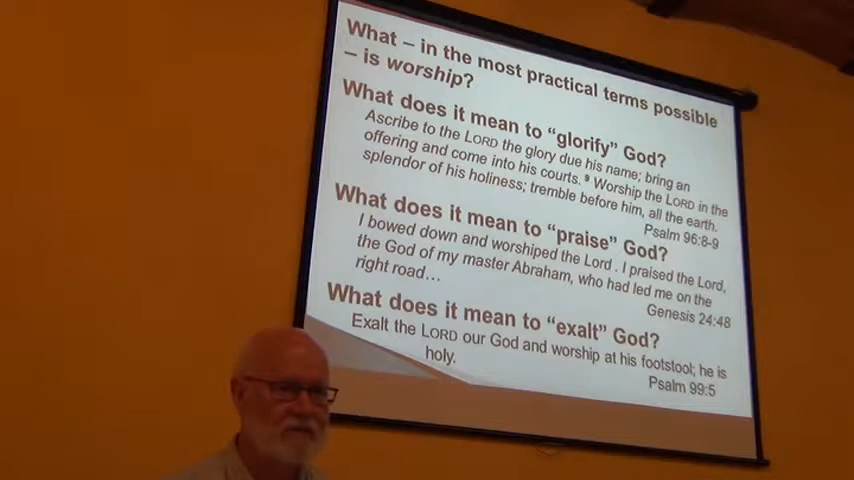 What – in the most practical terms possible
– is worship?
What does it mean to “glorify” God?
Ascribe to the LORD the glory due his name; bring an
offering and come into his courts. ⁹ Worship the LORD in the
splendor of his holiness; tremble before him, all the earth.
Psalm 96:8-9
What does it mean to “praise” God?
I bowed down and worshiped the Lord . I praised the Lord,
the God of my master Abraham, who had led me on the
right road…
Genesis 24:48
What does it mean to “exalt” God?
Exalt the LORD our God and worship at his footstool; he is
holy.
Psalm 99:5